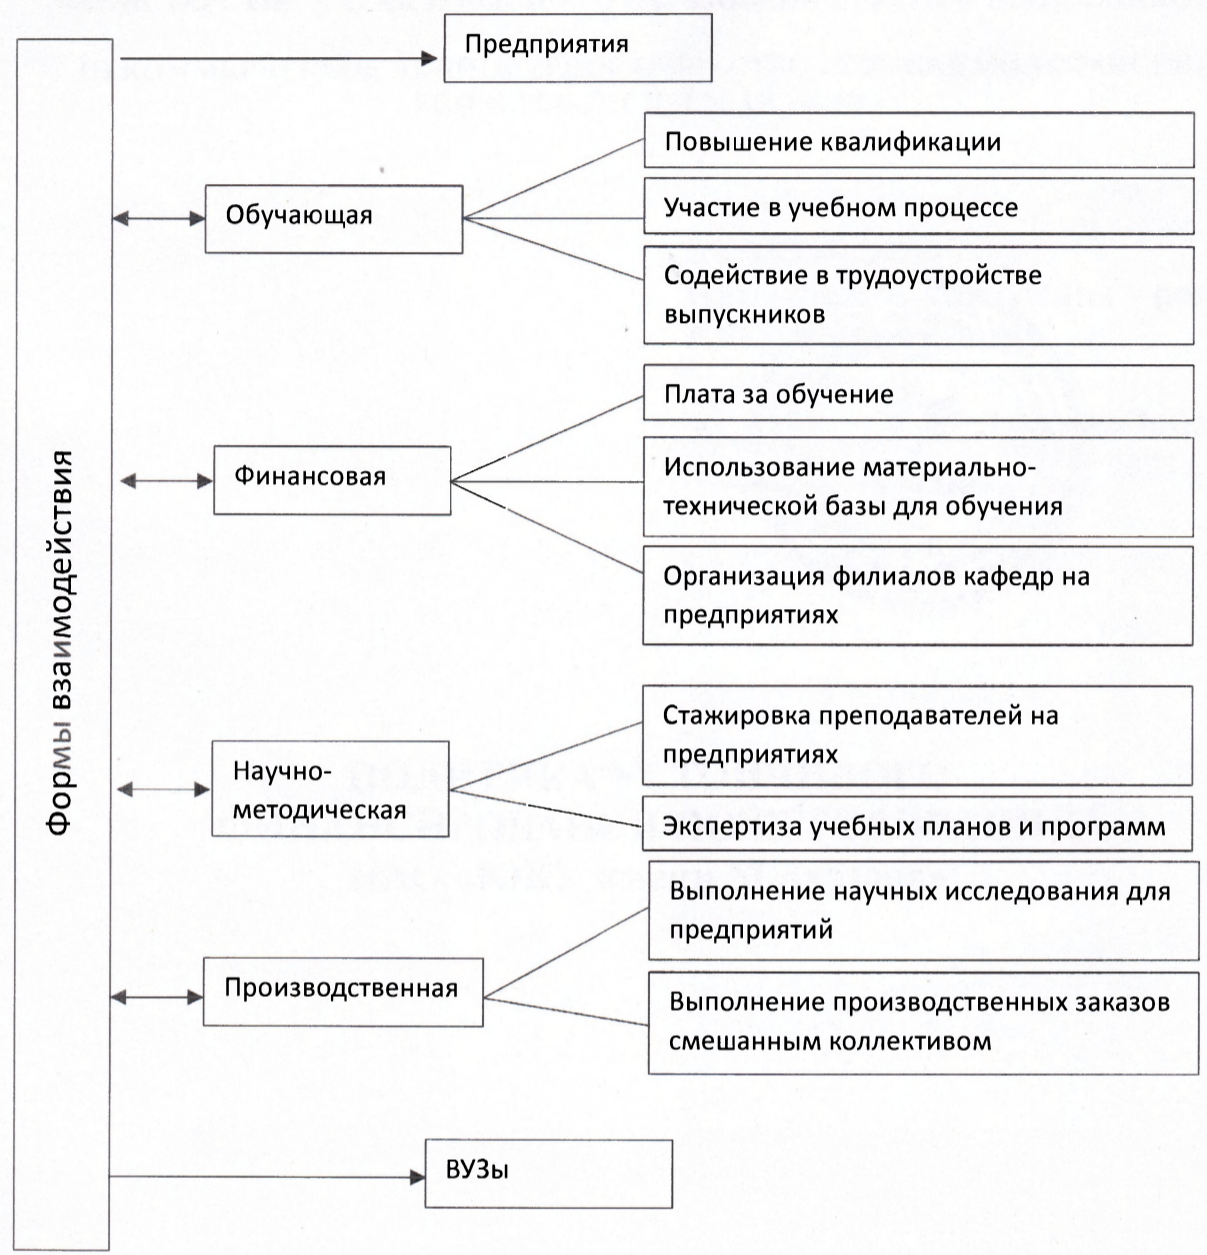 Формы взаимодействия
Предприятия
Обучающая
Повышение квалификации
Участие в учебном процессе
Содействие в трудоустройстве
выпускников
Финансовая
Плата за обучение
Использование материально-
технической базы для обучения
Организация филиалов кафедр на
предприятиях
Научно-
методическая
Стажировка преподавателей на
предприятиях
Экспертиза учебных планов и программ
Производственная
Выполнение научных исследования для
предприятий
Выполнение производственных заказов
смешанным коллективом
ВУЗы